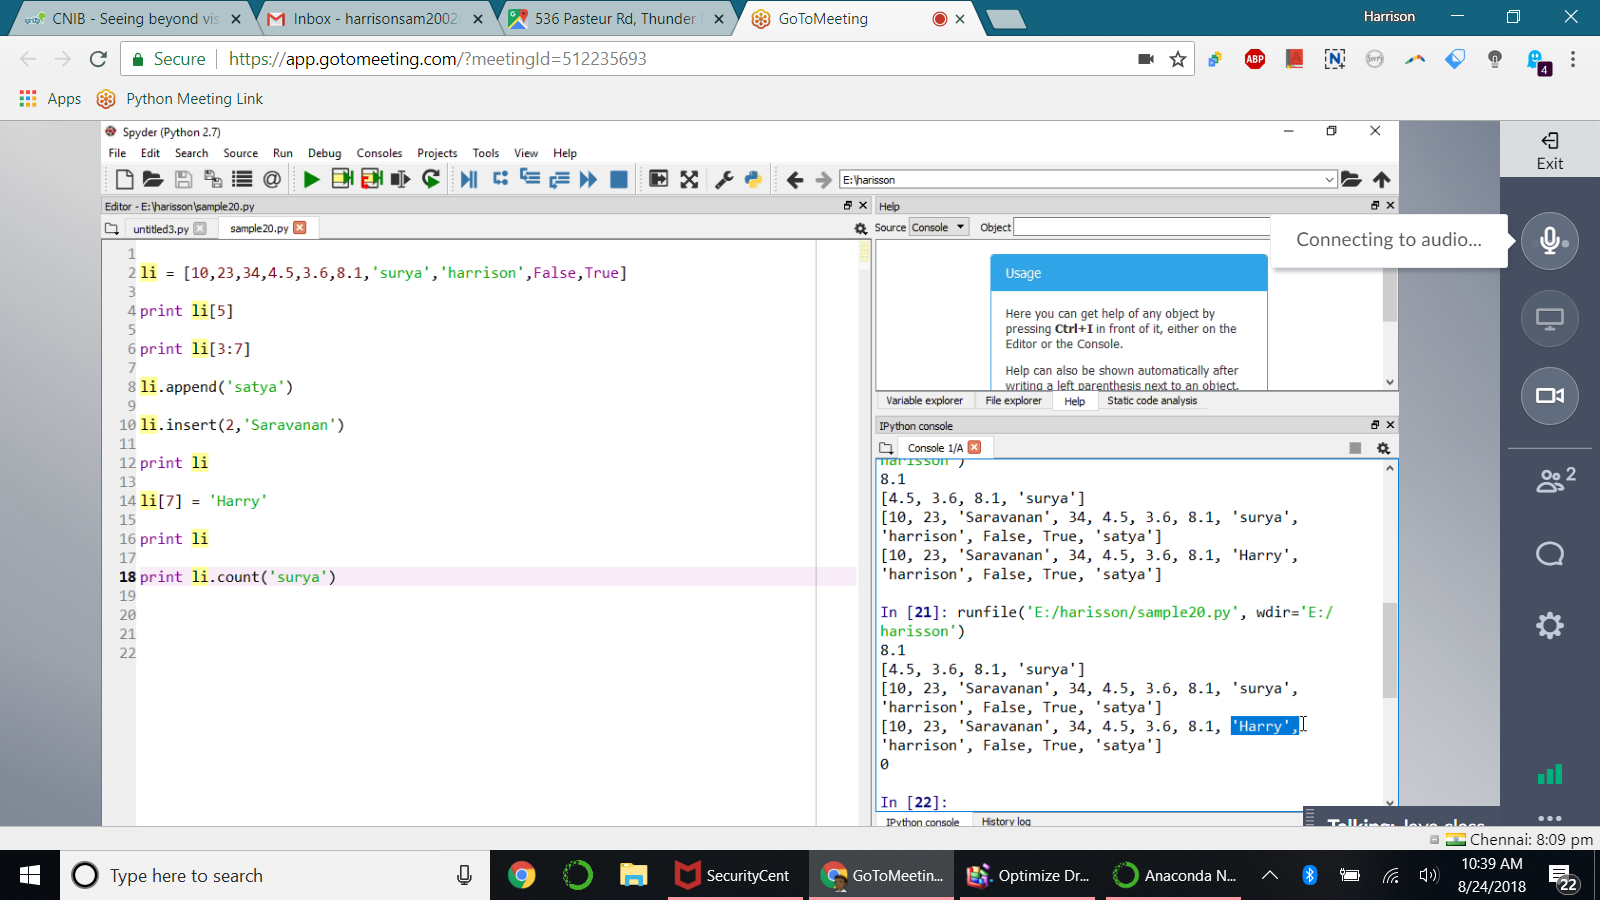 CNIB - Seeing beyond vis
Inbox - harrisonsam2002
536 Pasteur Rd, Thunder
GoToMeeting
Harrison
Secure
https://app.gotomeeting.com/?meetingId=512235693
ABP
4
Apps
Python Meeting Link
Spyder (Python 2.7)
File Edit Search Source Run Debug Consoles Projects Tools View Help
E:\harisson
Editor - E:\harisson\sample20.py
untitled3.py
sample20.py
1
2 li = [10,23,34,4.5,3.6,8.1,'surya','harrison',False,True]
3
4 print li[5]
5
6 print li[3:7]
7
8 li.append('satya')
9
10 li.insert(2,'Saravanan')
11
12 print li
13
14 li[7] = 'Harry'
15
16 print li
17
18 print li.count('surya')
19
20
21
22
Help
Source Console Object
Usage
Here you can get help of any object by
pressing Ctrl+I in front of it, either on the
Editor or the Console.
Help can also be shown automatically after
writing a left parenthesis next to an object.
Variable explorer File explorer Help Static code analysis
IPython console
Console 1/A
harisson')
8.1
[4.5, 3.6, 8.1, 'surya']
[10, 23, 'Saravanan', 34, 4.5, 3.6, 8.1, 'surya',
'harrison', False, True, 'satya']
[10, 23, 'Saravanan', 34, 4.5, 3.6, 8.1, 'Harry',
'harrison', False, True, 'satya']
In [21]: runfile('E:/harisson/sample20.py', wdir='E:/
harisson')
8.1
[4.5, 3.6, 8.1, 'surya']
[10, 23, 'Saravanan', 34, 4.5, 3.6, 8.1, 'surya',
'harrison', False, True, 'satya']
[10, 23, 'Saravanan', 34, 4.5, 3.6, 8.1, 'Harry',
'harrison', False, True, 'satya']
0
In [22]:
IPython console History log
Exit
Connecting to audio...
2
Talking: java class
Chennai: 8:09 pm
Type here to search
SecurityCent
GoToMeetin...
Optimize Dr...
Anaconda N...
10:39 AM
8/24/2018
22